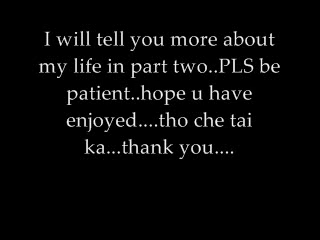 I will tell you more about
my life in part two..PLS be
patient..hope u have
enjoyed....tho che tai
ka...thank you....